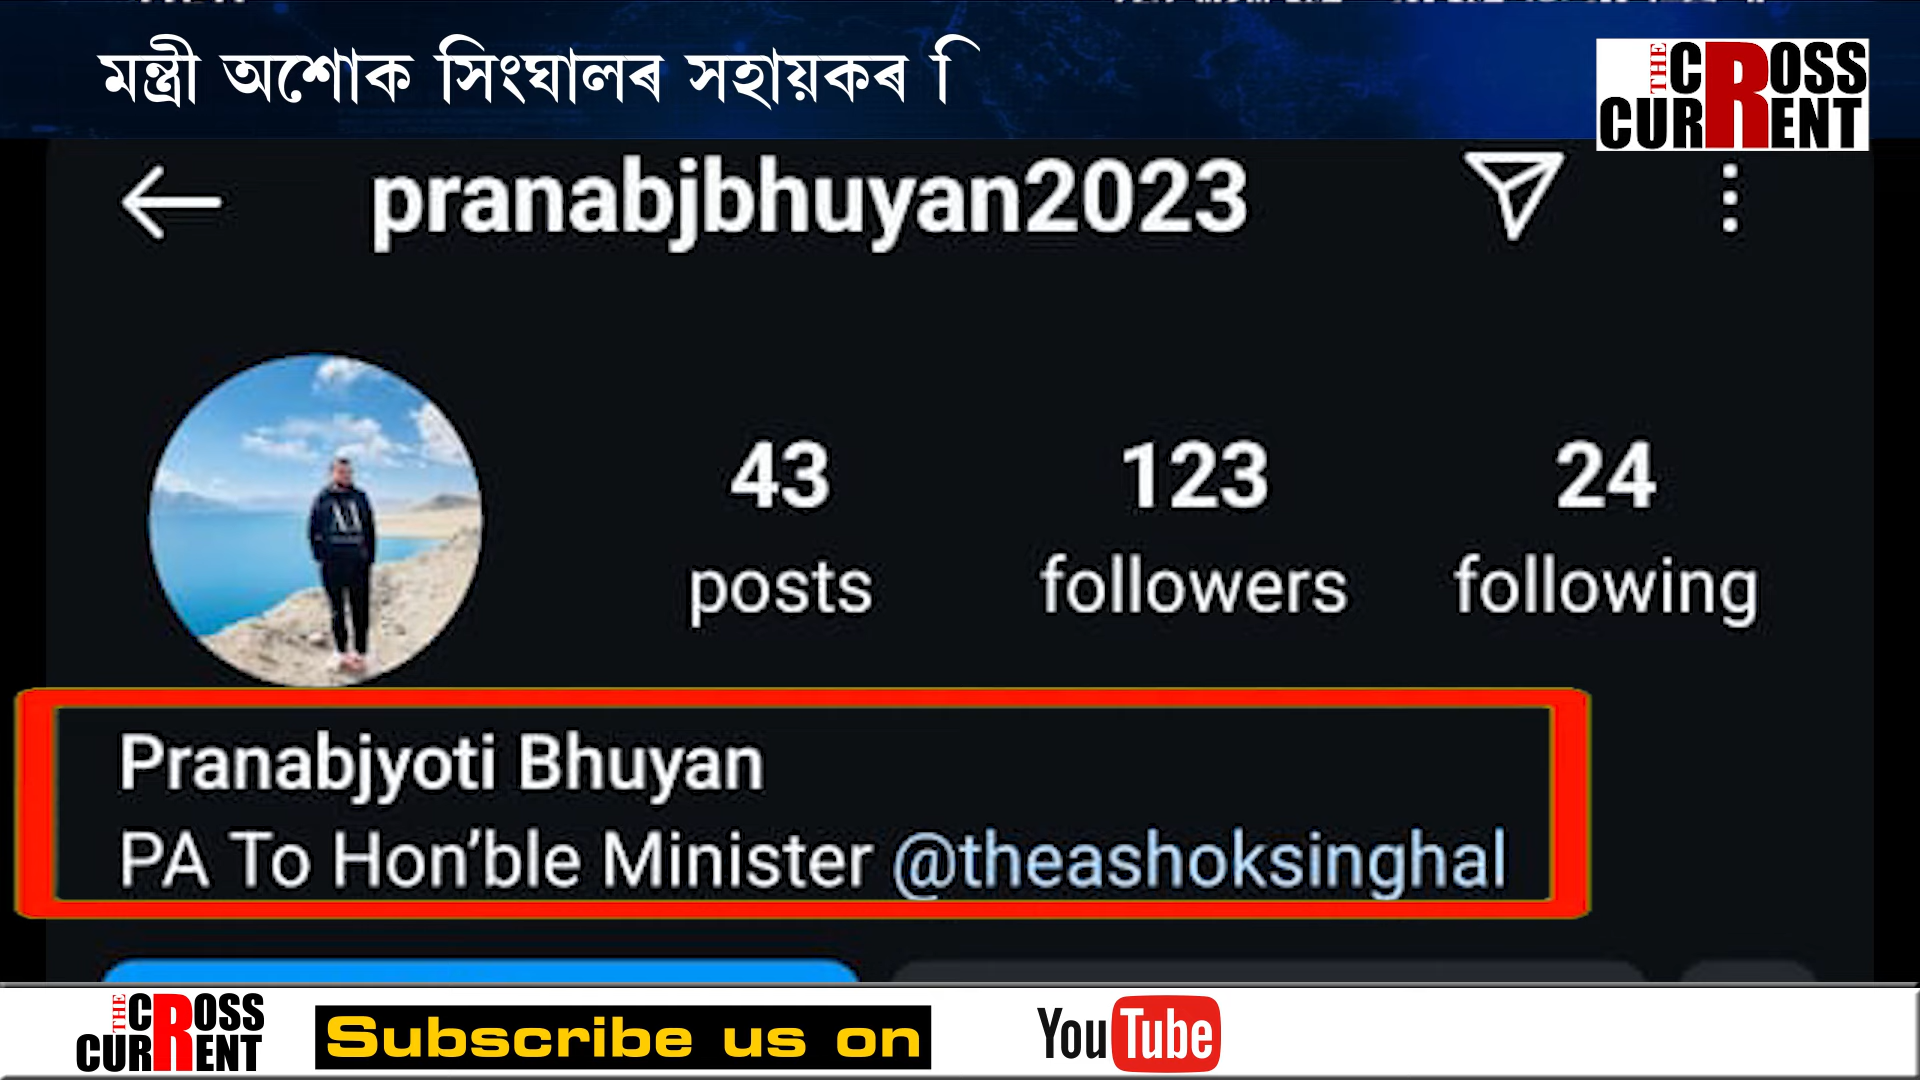 মন্ত্ৰী অশোক সিংঘালৰ সহায়কৰ ি
THE CROSS CURRENT
pranabjbhuyan2023
43 123 24
posts followers following
Pranabjyoti Bhuyan
PA To Hon’ble Minister @theashoksinghal
THE CROSS CURRENT Subscribe us on YouTube